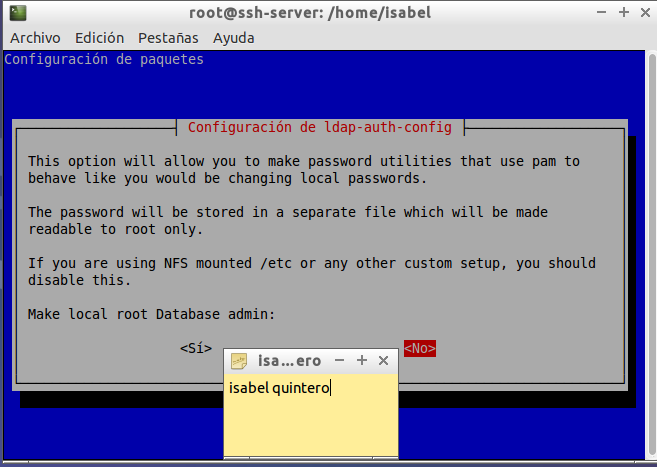 root@ssh-server: /home/isabel
Archivo Edición Pestañas Ayuda
Configuración de paquetes
Configuración de ldap-auth-config
This option will allow you to make password utilities that use pam to
behave like you would be changing local passwords.
The password will be stored in a separate file which will be made
readable to root only.
If you are using NFS mounted /etc or any other custom setup, you should
disable this.
Make local root Database admin:
<Sí> <No>
isa...ero
isabel quintero